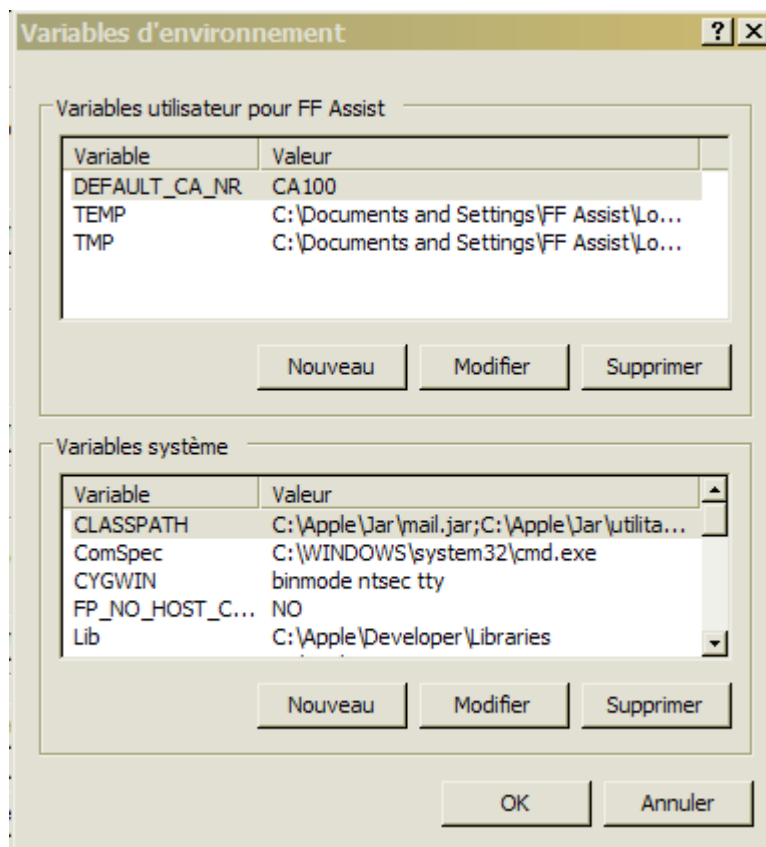 Variables d'environnement
Variables utilisateur pour FF Assist
Variable Valeur
DEFAULT_CA_NR CA100
TEMP C:\Documents and Settings\FF Assist\Lo...
TMP C:\Documents and Settings\FF Assist\Lo...
Nouveau Modifier Supprimer
Variables système
Variable Valeur
CLASSPATH C:\Apple\Jar\mail.jar;C:\Apple\Jar\utilita...
ComSpec C:\WINDOWS\system32\cmd.exe
CYGWIN binmode ntsec tty
FP_NO_HOST_C... NO
Lib C:\Apple\Developer\Libraries
Nouveau Modifier Supprimer
OK Annuler